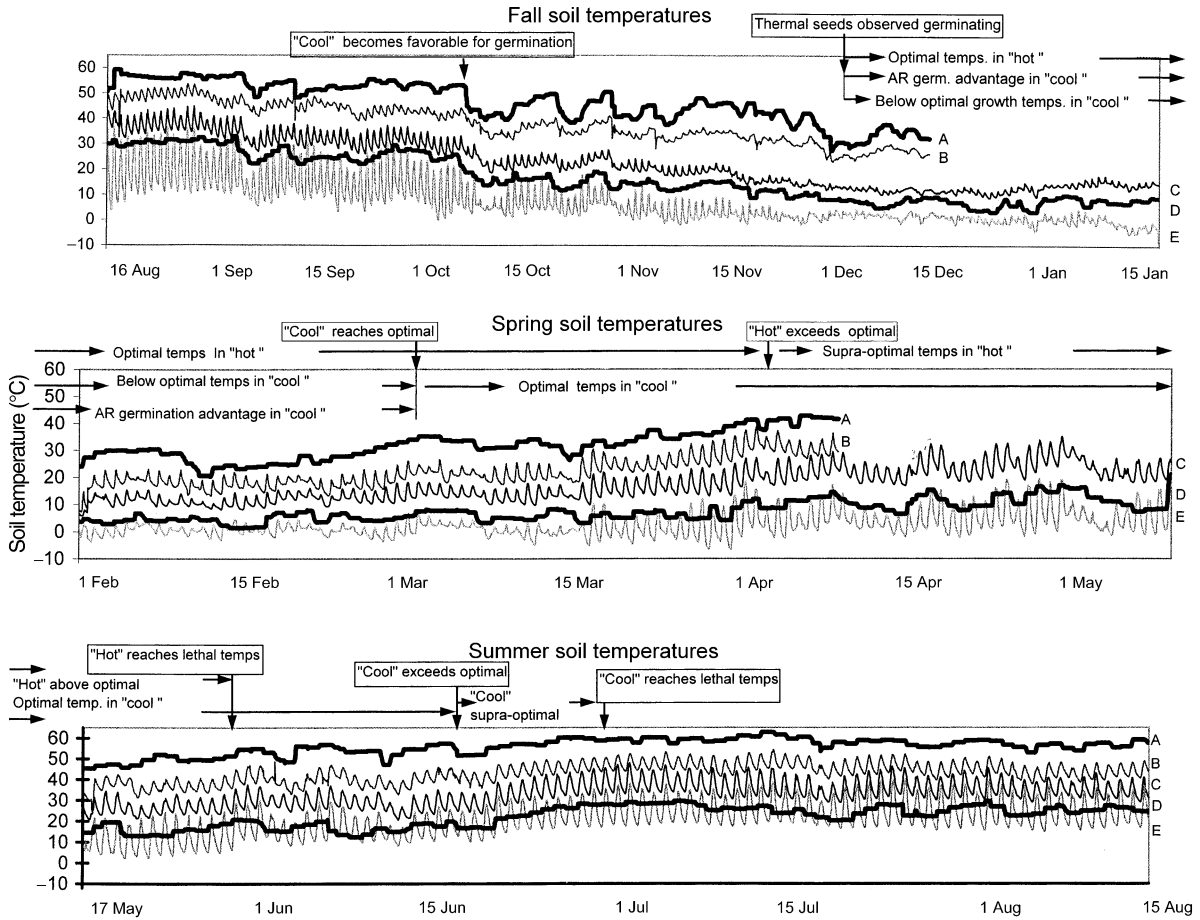 Fall soil temperatures
"Cool" becomes favorable for germination
Thermal seeds observed germinating
Optimal temps. in "hot "
AR germ. advantage in "cool "
Below optimal growth temps. in "cool "
60
50
40
30
20
10
0
−10
A
B
C
D
E
16 Aug 1 Sep 15 Sep 1 Oct 15 Oct 1 Nov 15 Nov 1 Dec 15 Dec 1 Jan 15 Jan
Spring soil temperatures
"Cool" reaches optimal
"Hot" exceeds optimal
Optimal temps In "hot "
Supra-optimal temps in "hot "
Below optimal temps in "cool "
Optimal temps in "cool "
AR germination advantage in "cool "
Soil temperature (°C)
60
50
40
30
20
10
0
−10
A
B
C
D
E
1 Feb 15 Feb 1 Mar 15 Mar 1 Apr 15 Apr 1 May
Summer soil temperatures
"Hot" reaches lethal temps
"Cool" exceeds optimal
"Cool" reaches lethal temps
"Hot" above optimal
Optimal temp. in "cool "
"Cool"
supra-optimal
60
50
40
30
20
10
0
−10
A
B
C
D
E
17 May 1 Jun 15 Jun 1 Jul 15 Jul 1 Aug 15 Aug